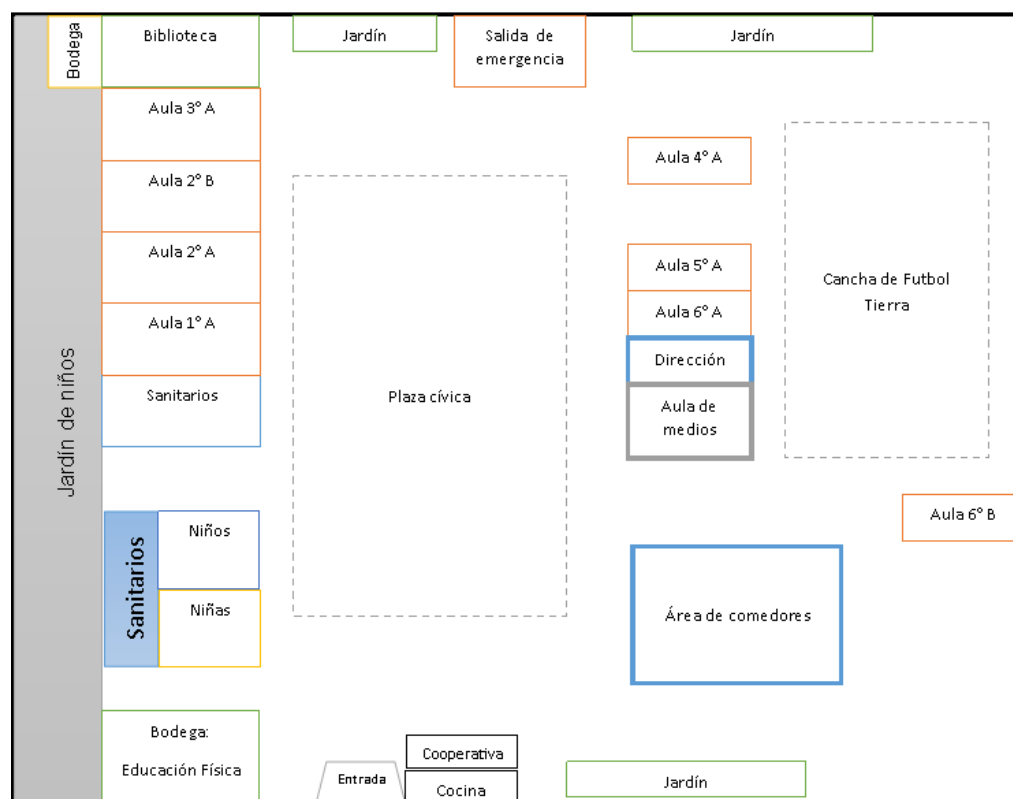 Bodega
Biblioteca
Jardín
Salida de
emergencia
Jardín
Aula 3° A
Aula 2° B
Aula 2° A
Aula 1° A
Sanitarios
Jardín de niños
Plaza cívica
Aula 4° A
Aula 5° A
Aula 6° A
Dirección
Aula de
medios
Cancha de Futbol
Tierra
Aula 6° B
Sanitarios
Niños
Niñas
Área de comedores
Bodega:
Educación Física
Entrada
Cooperativa
Cocina
Jardín